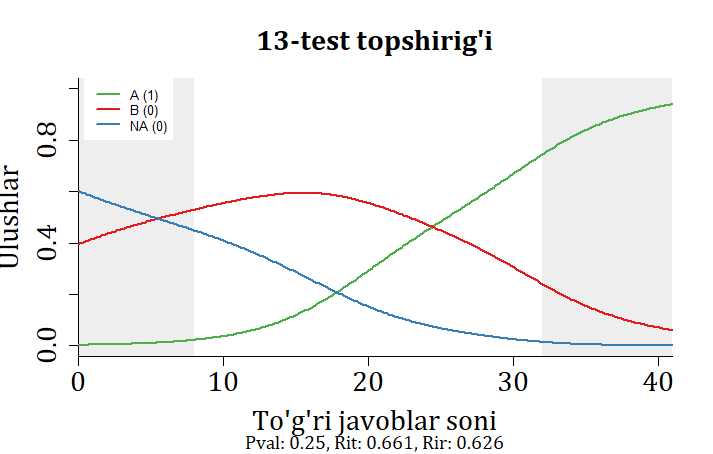 13-test topshirig'i
A (1)
B (0)
NA (0)
Ulushlar
0.0
0.4
0.8
0
10
20
30
40
To'g'ri javoblar soni
Pval: 0.25, Rit: 0.661, Rir: 0.626